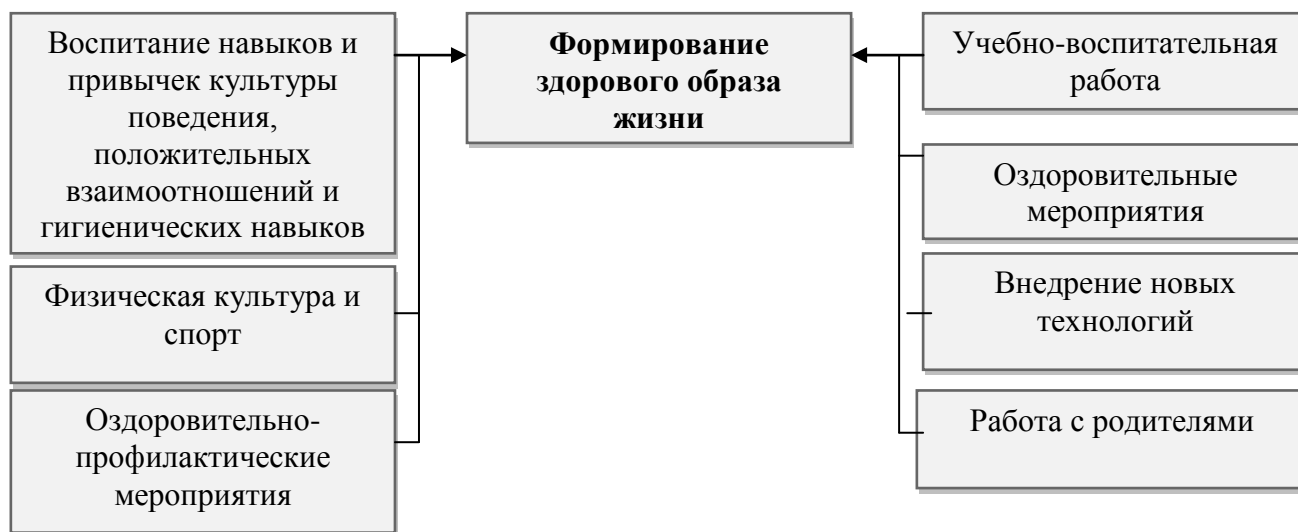 Воспитание навыков и
привычек культуры
поведения,
положительных
взаимоотношений и
гигиенических навыков
Физическая культура и
спорт
Оздоровительно-
профилактические
мероприятия
Формирование
здорового образа
жизни
Учебно-воспитательная
работа
Оздоровительные
мероприятия
Внедрение новых
технологий
Работа с родителями